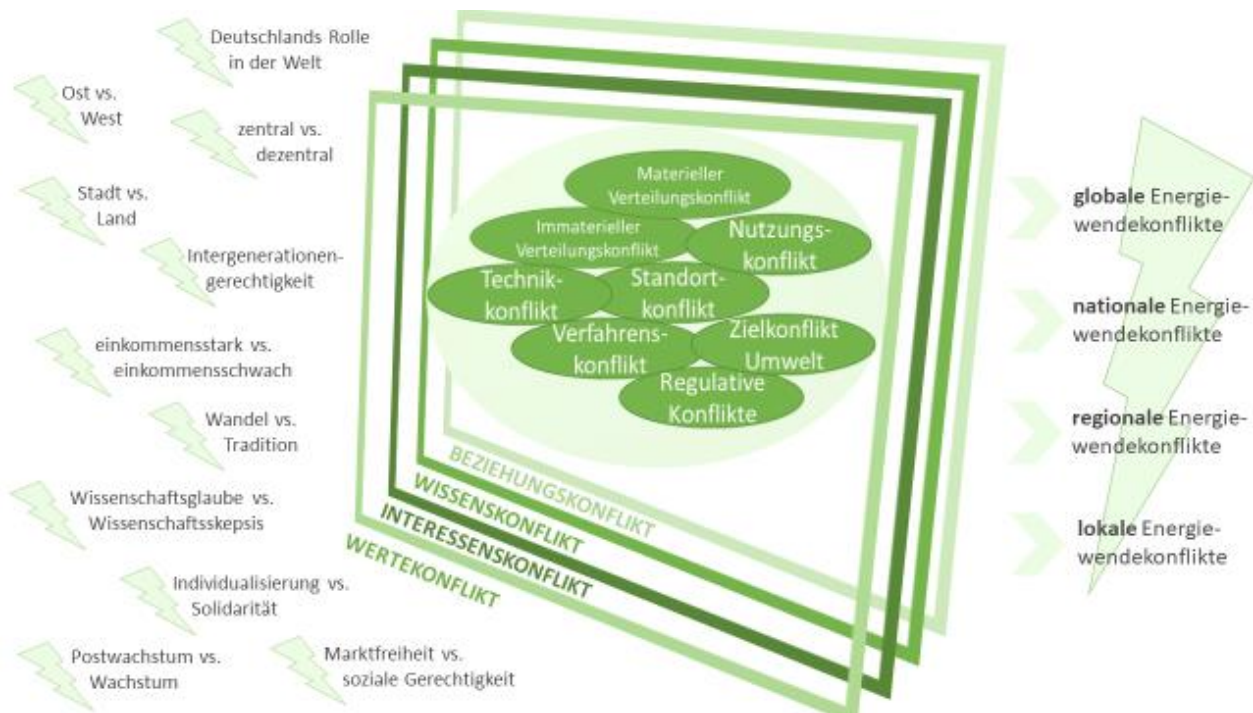 Deutschlands Rolle
in der Welt
Ost vs.
West
zentral vs.
dezentral
Stadt vs.
Land
Intergenerationen-
gerechtigkeit
einkommensstark vs.
einkommensschwach
Wandel vs.
Tradition
Wissenschaftsglaube vs.
Wissenschaftsskepsis
Individualisierung vs.
Solidarität
Postwachstum vs.
Wachstum
Marktfreiheit vs.
soziale Gerechtigkeit
Materieller
Verteilungskonflikt
Immaterieller
Verteilungskonflikt
Nutzungs-
konflikt
Technik-
konflikt
Standort-
konflikt
Verfahrens-
konflikt
Zielkonflikt
Umwelt
Regulative
Konflikte
BEZIEHUNGSKONFLIKT
WISSENSKONFLIKT
INTERESSENSKONFLIKT
WERTEKONFLIKT
globale Energie-
wendekonflikte
nationale Energie-
wendekonflikte
regionale Energie-
wendekonflikte
lokale Energie-
wendekonflikte